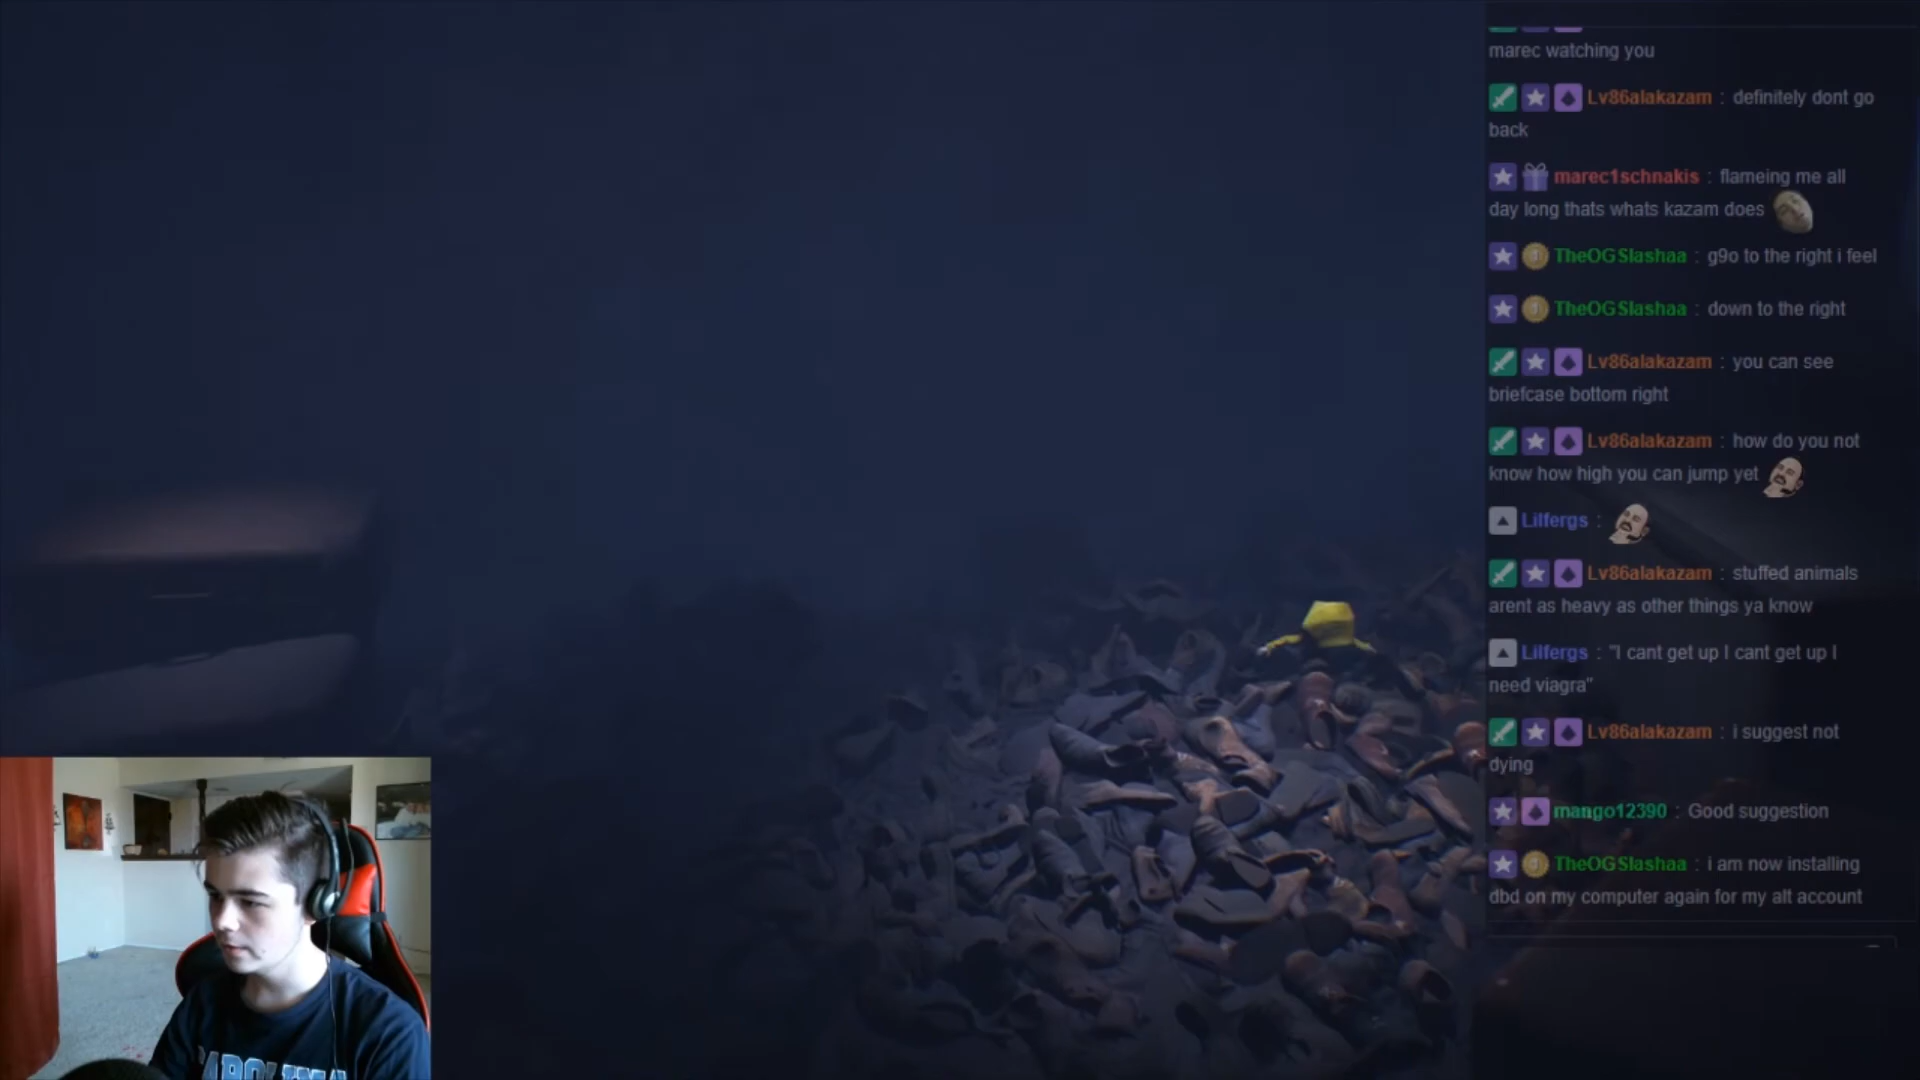 marec watching you
Lv86alakazam : definitely dont go
back
marec1schnakis : flameing me all
day long thats whats kazam does
TheOGSlashaa : g9o to the right i feel
TheOGSlashaa : down to the right
Lv86alakazam : you can see
briefcase bottom right
Lv86alakazam : how do you not
know how high you can jump yet
Lilfergs :
Lv86alakazam : stuffed animals
arent as heavy as other things ya know
Lilfergs : "I cant get up I cant get up I
need viagra"
Lv86alakazam : i suggest not
dying
mango12390 : Good suggestion
TheOGSlashaa : i am now installing
dbd on my computer again for my alt account
CAROLINA